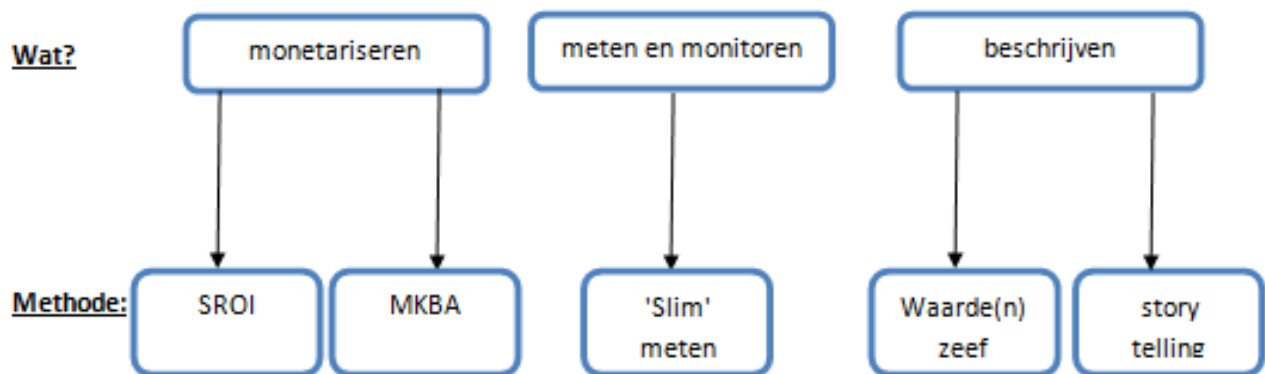 Wat?
monetariseren
meten en monitoren
beschrijven
Methode:
SROI
MKBA
'Slim'
meten
Waarde(n)
zeef
story
telling